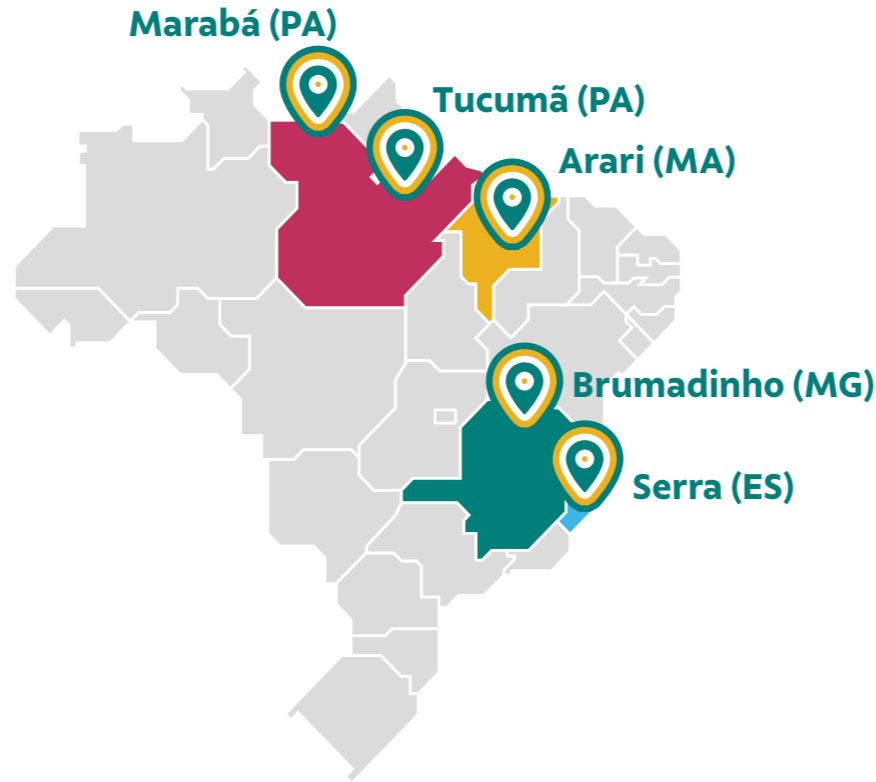 Marabá (PA)
Tucumã (PA)
Arari (MA)
Brumadinho (MG)
Serra (ES)